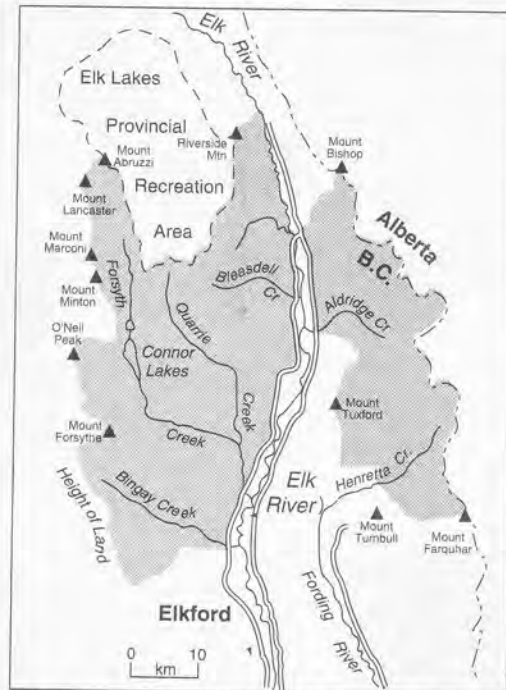 Elk
River
Elk Lakes
Provincial
Recreation
Area
Riverside
Mtn
Mount
Abruzzi
Mount
Lancaster
Mount
Bishop
Alberta
B.C.
Mount
Marconi
Mount
Minton
Forsyth
Bleasdell
Cr
Aldridge Cr
Quarrie
Creek
O'Neil
Peak
Connor
Lakes
Mount
Tuxford
Mount
Forsythe
Creek
Elk
River
Henretta Cr.
Height of Land
Bingay Creek
Mount
Turnbull
Mount
Farquhar
Fording
River
Elkford
0 10
km